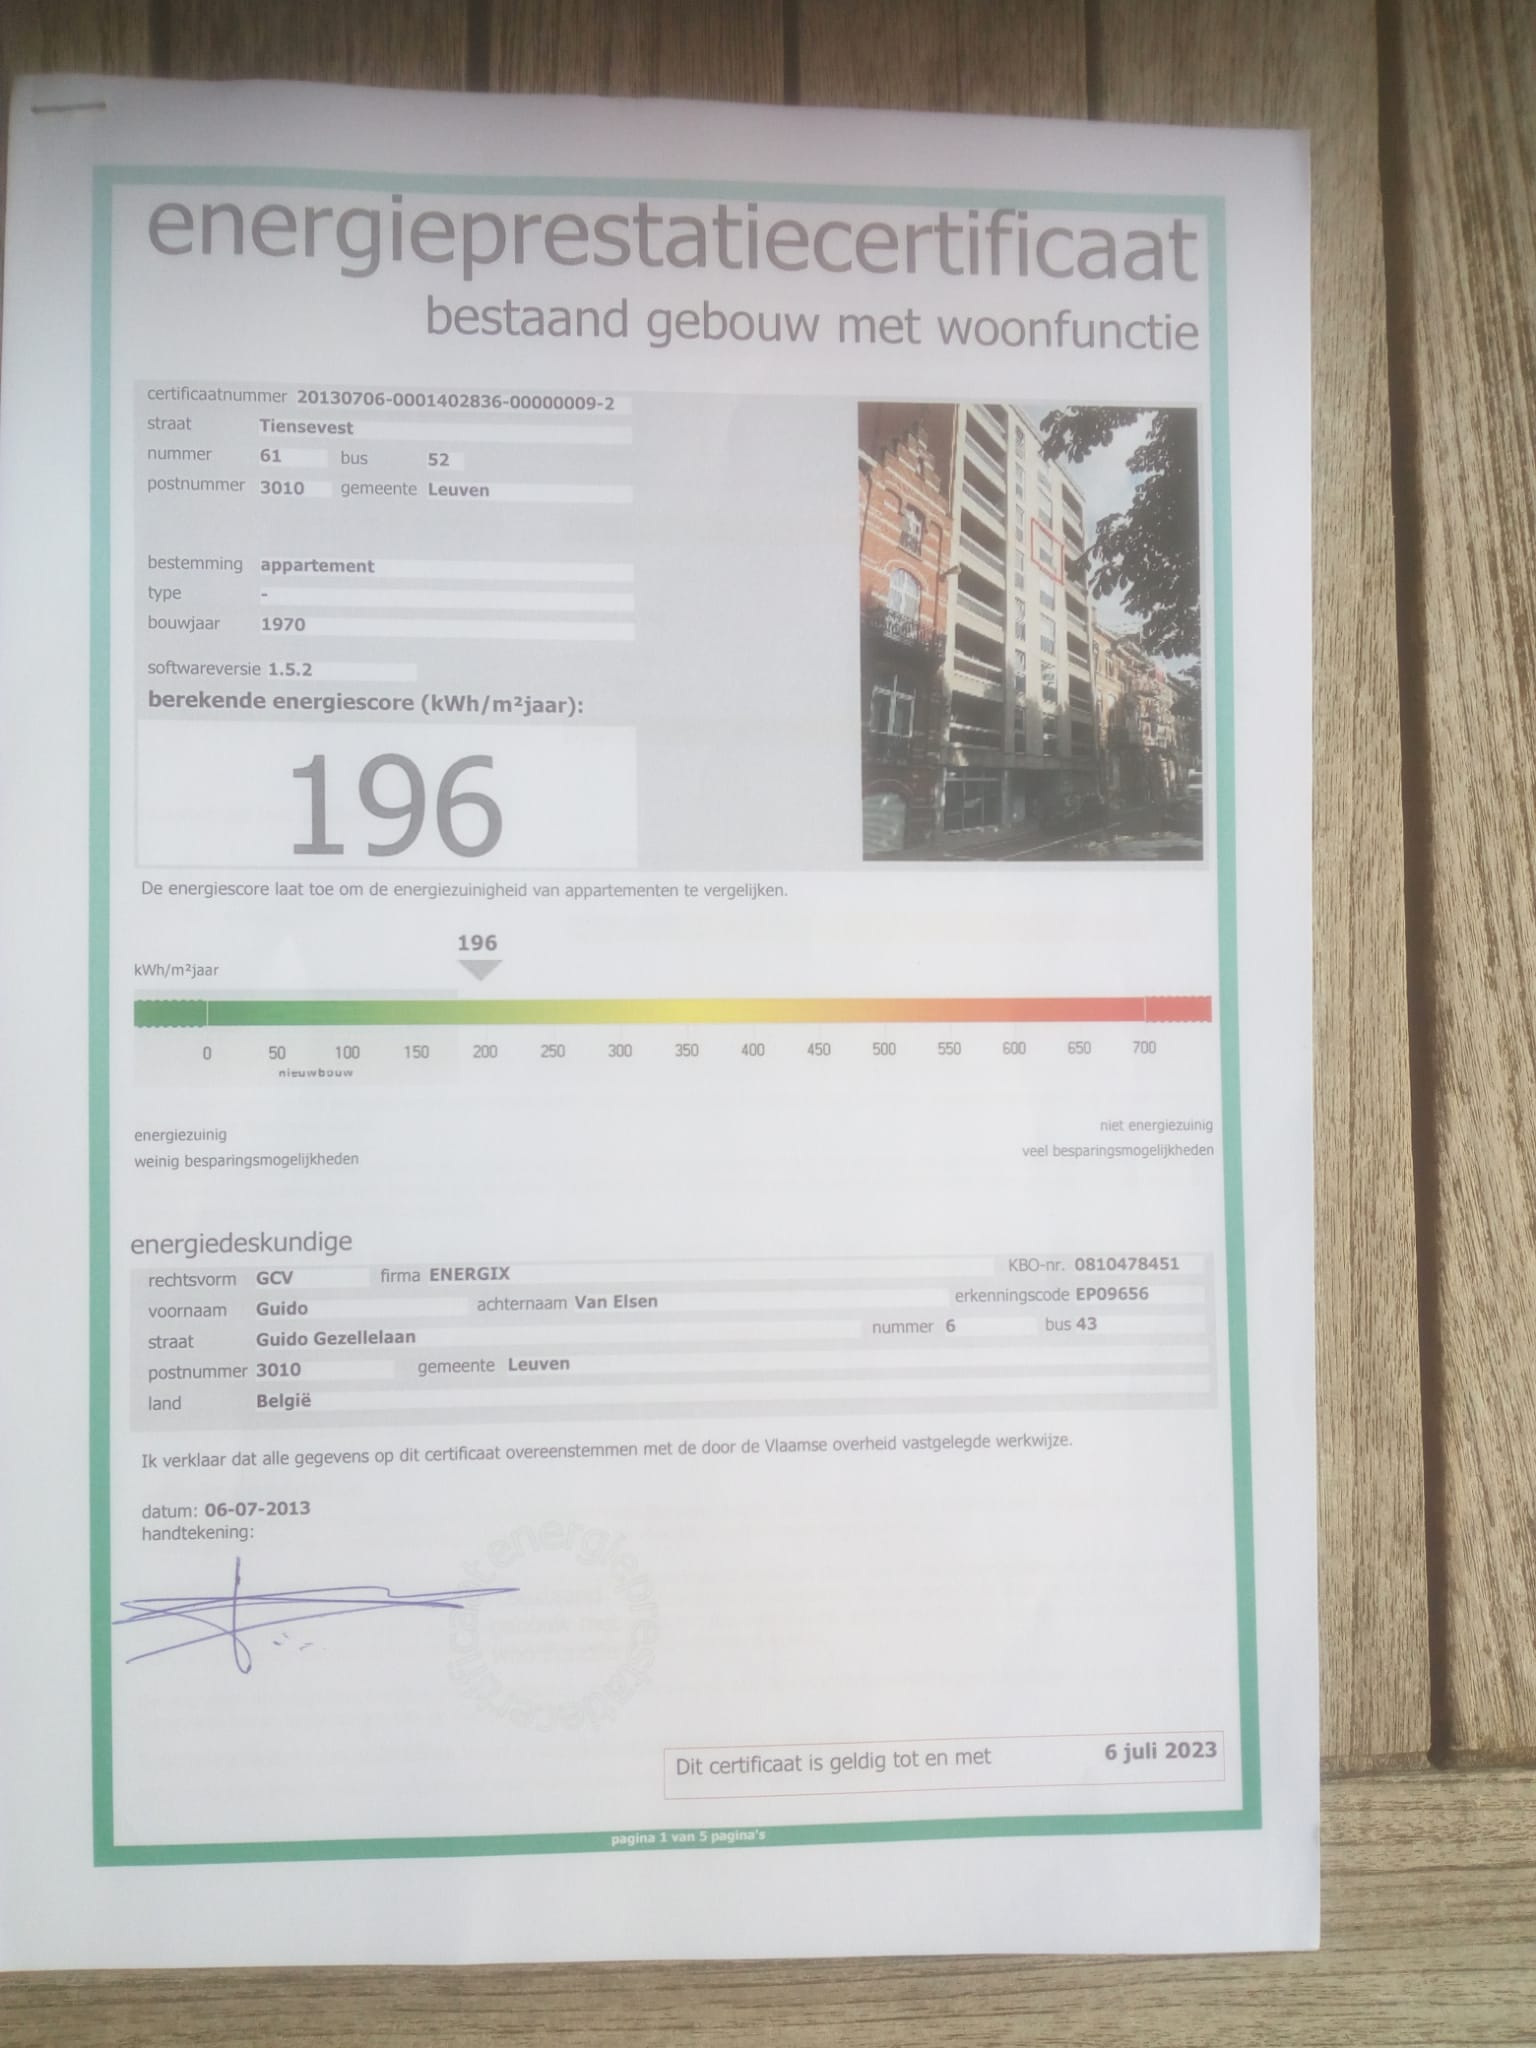 energieprestatiecertificaat
bestaand gebouw met woonfunctie
certificaatnummer 20130706-0001402836-00000009-2
straat Tiensevest
nummer 61 bus 52
postnummer 3010 gemeente Leuven
bestemming appartement
type -
bouwjaar 1970
softwareversie 1.5.2
berekende energiescore (kWh/m²jaar):
196
De energiescore laat toe om de energiezuinigheid van appartementen te vergelijken.
196
kWh/m²jaar
0 50 100 150 200 250 300 350 400 450 500 550 600 650 700
nieuwbouw
energiezuinig niet energiezuinig
weinig besparingsmogelijkheden veel besparingsmogelijkheden
energiedeskundige
rechtsvorm GCV firma ENERGIX KBO-nr. 0810478451
voornaam Guido achternaam Van Elsen erkenningscode EP09656
straat Guido Gezellelaan nummer 6 bus 43
postnummer 3010 gemeente Leuven
land België
Ik verklaar dat alle gegevens op dit certificaat overeenstemmen met de door de Vlaamse overheid vastgelegde werkwijze.
datum: 06-07-2013
handtekening:
energieprestatiecertificaat
bestaand
gebouw met
woonfunctie
Dit certificaat is geldig tot en met 6 juli 2023
pagina 1 van 5 pagina's